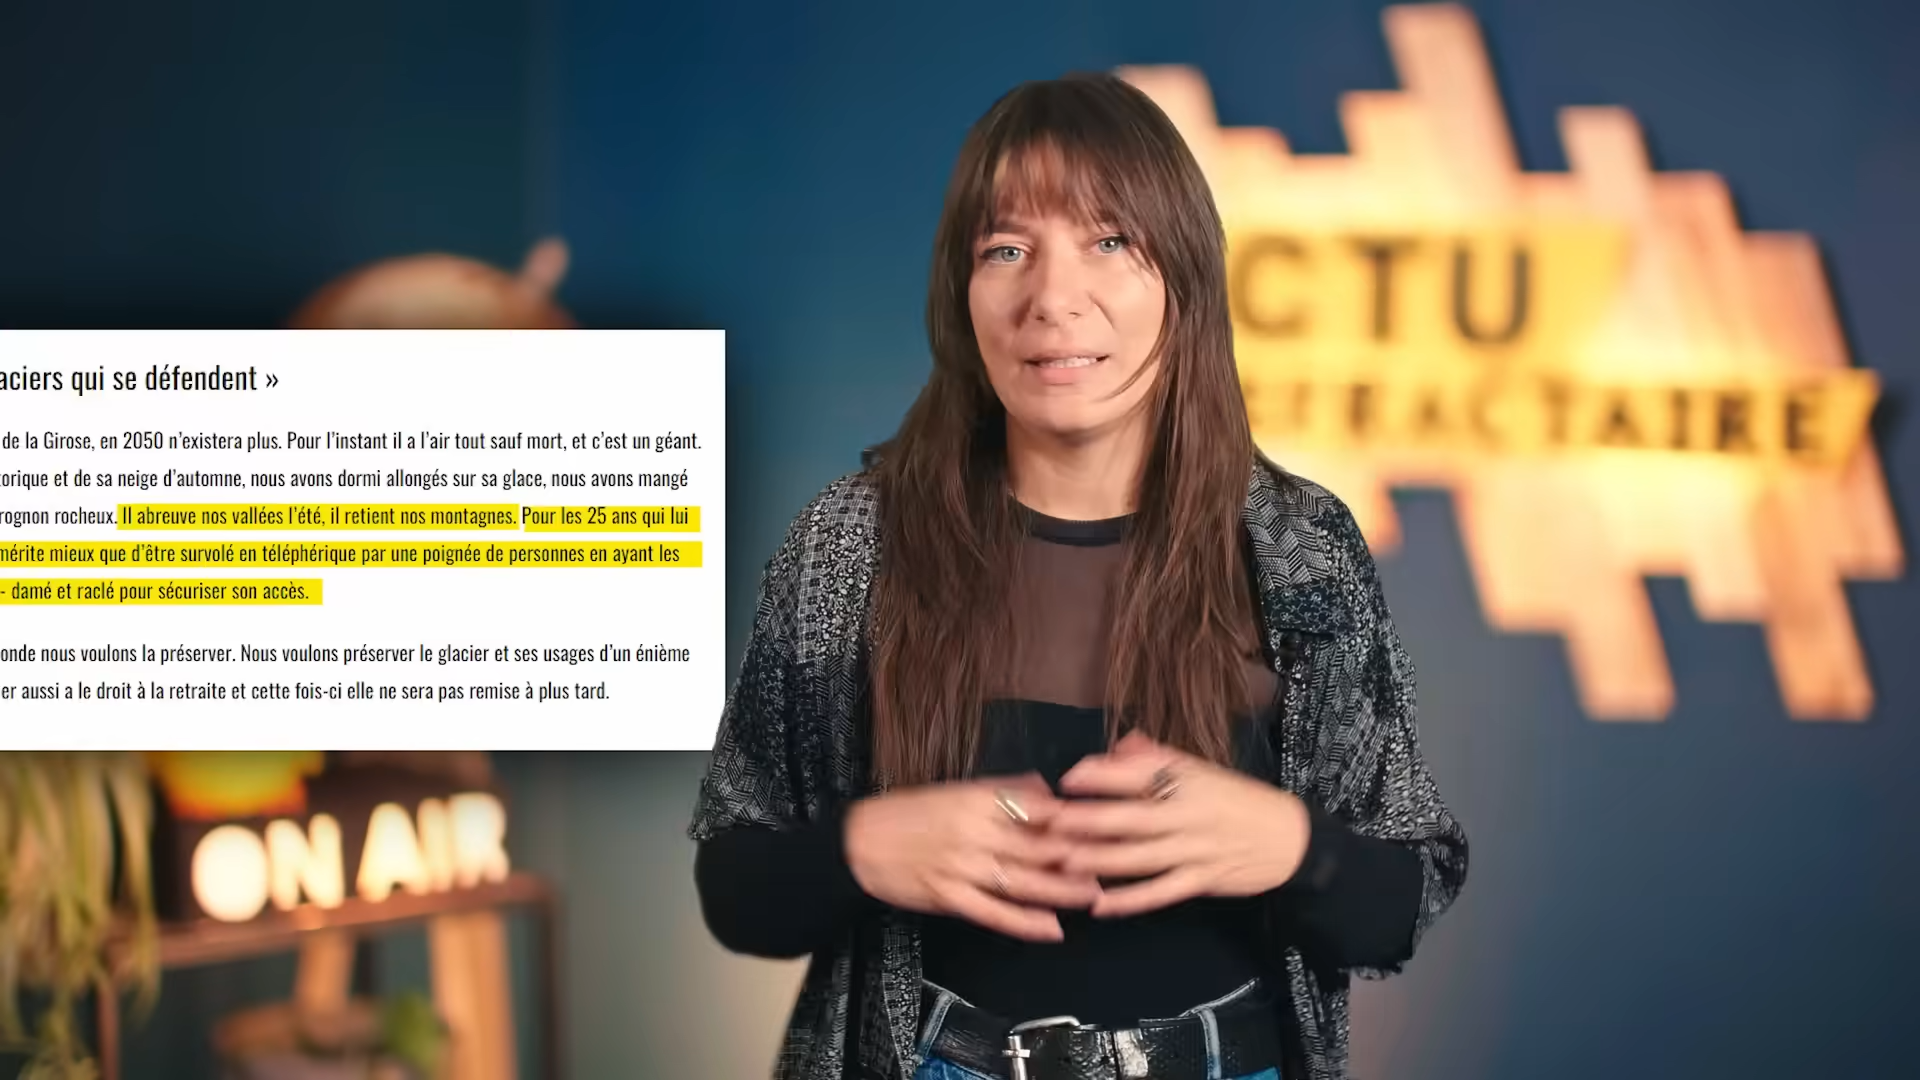 aciers qui se défendent »
de la Girose, en 2050 n'existera plus. Pour l'instant il a l'air tout sauf mort, et c'est un géant.
torique et de sa neige d'automne, nous avons dormi allongés sur sa glace, nous avons mangé
rognon rocheux. Il abreuve nos vallées l'été, il retient nos montagnes. Pour les 25 ans qui lui
mérite mieux que d'être survolé en téléphérique par une poignée de personnes en ayant les
- damé et raclé pour sécuriser son accès.
onde nous voulons la préserver. Nous voulons préserver le glacier et ses usages d'un énième
er aussi a le droit à la retraite et cette fois-ci elle ne sera pas remise à plus tard.
CTU
EFRACTAIRE
ON AIR